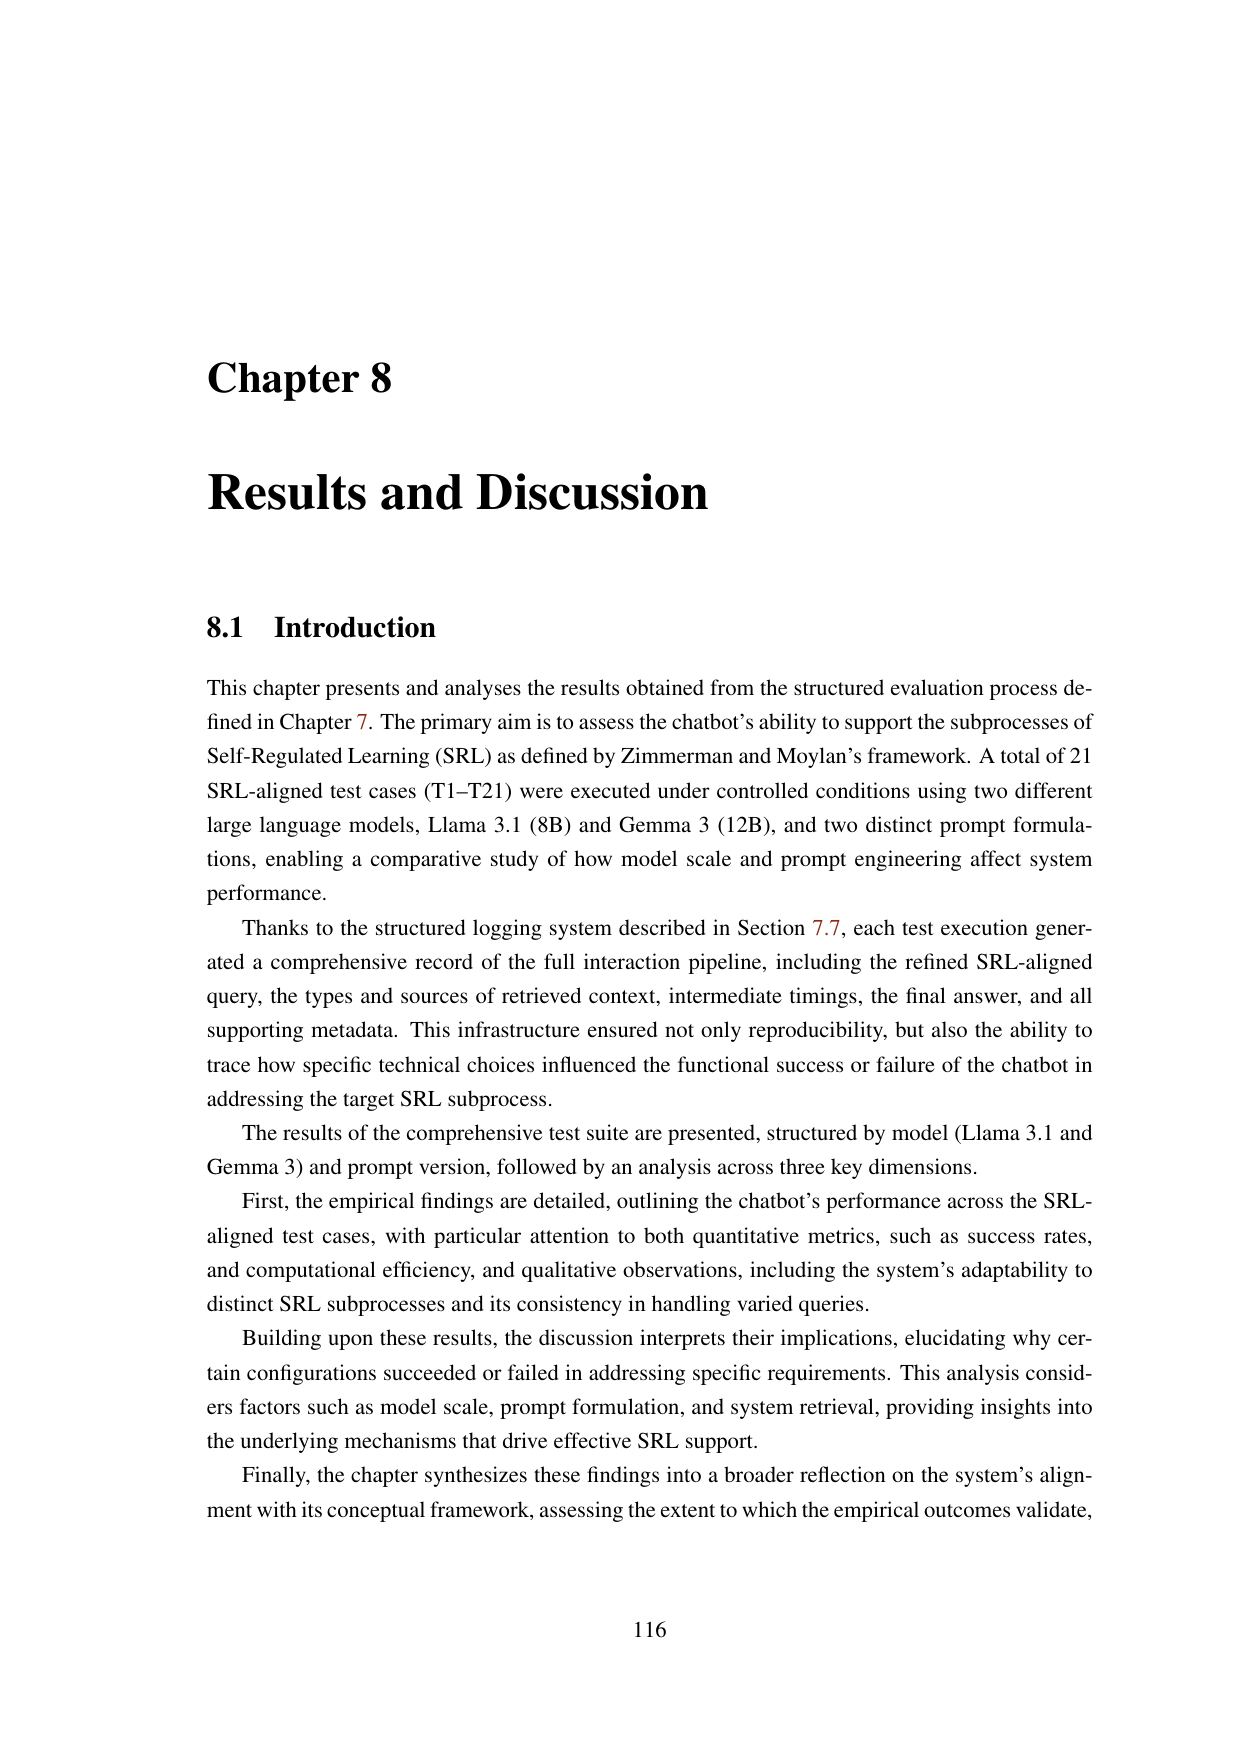 Chapter 8
Results and Discussion
8.1 Introduction
This chapter presents and analyses the results obtained from the structured evaluation process de-
fined in Chapter 7. The primary aim is to assess the chatbot’s ability to support the subprocesses of
Self-Regulated Learning (SRL) as defined by Zimmerman and Moylan’s framework. A total of 21
SRL-aligned test cases (T1–T21) were executed under controlled conditions using two different
large language models, Llama 3.1 (8B) and Gemma 3 (12B), and two distinct prompt formula-
tions, enabling a comparative study of how model scale and prompt engineering affect system
performance.
Thanks to the structured logging system described in Section 7.7, each test execution gener-
ated a comprehensive record of the full interaction pipeline, including the refined SRL-aligned
query, the types and sources of retrieved context, intermediate timings, the final answer, and all
supporting metadata. This infrastructure ensured not only reproducibility, but also the ability to
trace how specific technical choices influenced the functional success or failure of the chatbot in
addressing the target SRL subprocess.
The results of the comprehensive test suite are presented, structured by model (Llama 3.1 and
Gemma 3) and prompt version, followed by an analysis across three key dimensions.
First, the empirical findings are detailed, outlining the chatbot’s performance across the SRL-
aligned test cases, with particular attention to both quantitative metrics, such as success rates,
and computational efficiency, and qualitative observations, including the system’s adaptability to
distinct SRL subprocesses and its consistency in handling varied queries.
Building upon these results, the discussion interprets their implications, elucidating why cer-
tain configurations succeeded or failed in addressing specific requirements. This analysis consid-
ers factors such as model scale, prompt formulation, and system retrieval, providing insights into
the underlying mechanisms that drive effective SRL support.
Finally, the chapter synthesizes these findings into a broader reflection on the system’s align-
ment with its conceptual framework, assessing the extent to which the empirical outcomes validate,
116